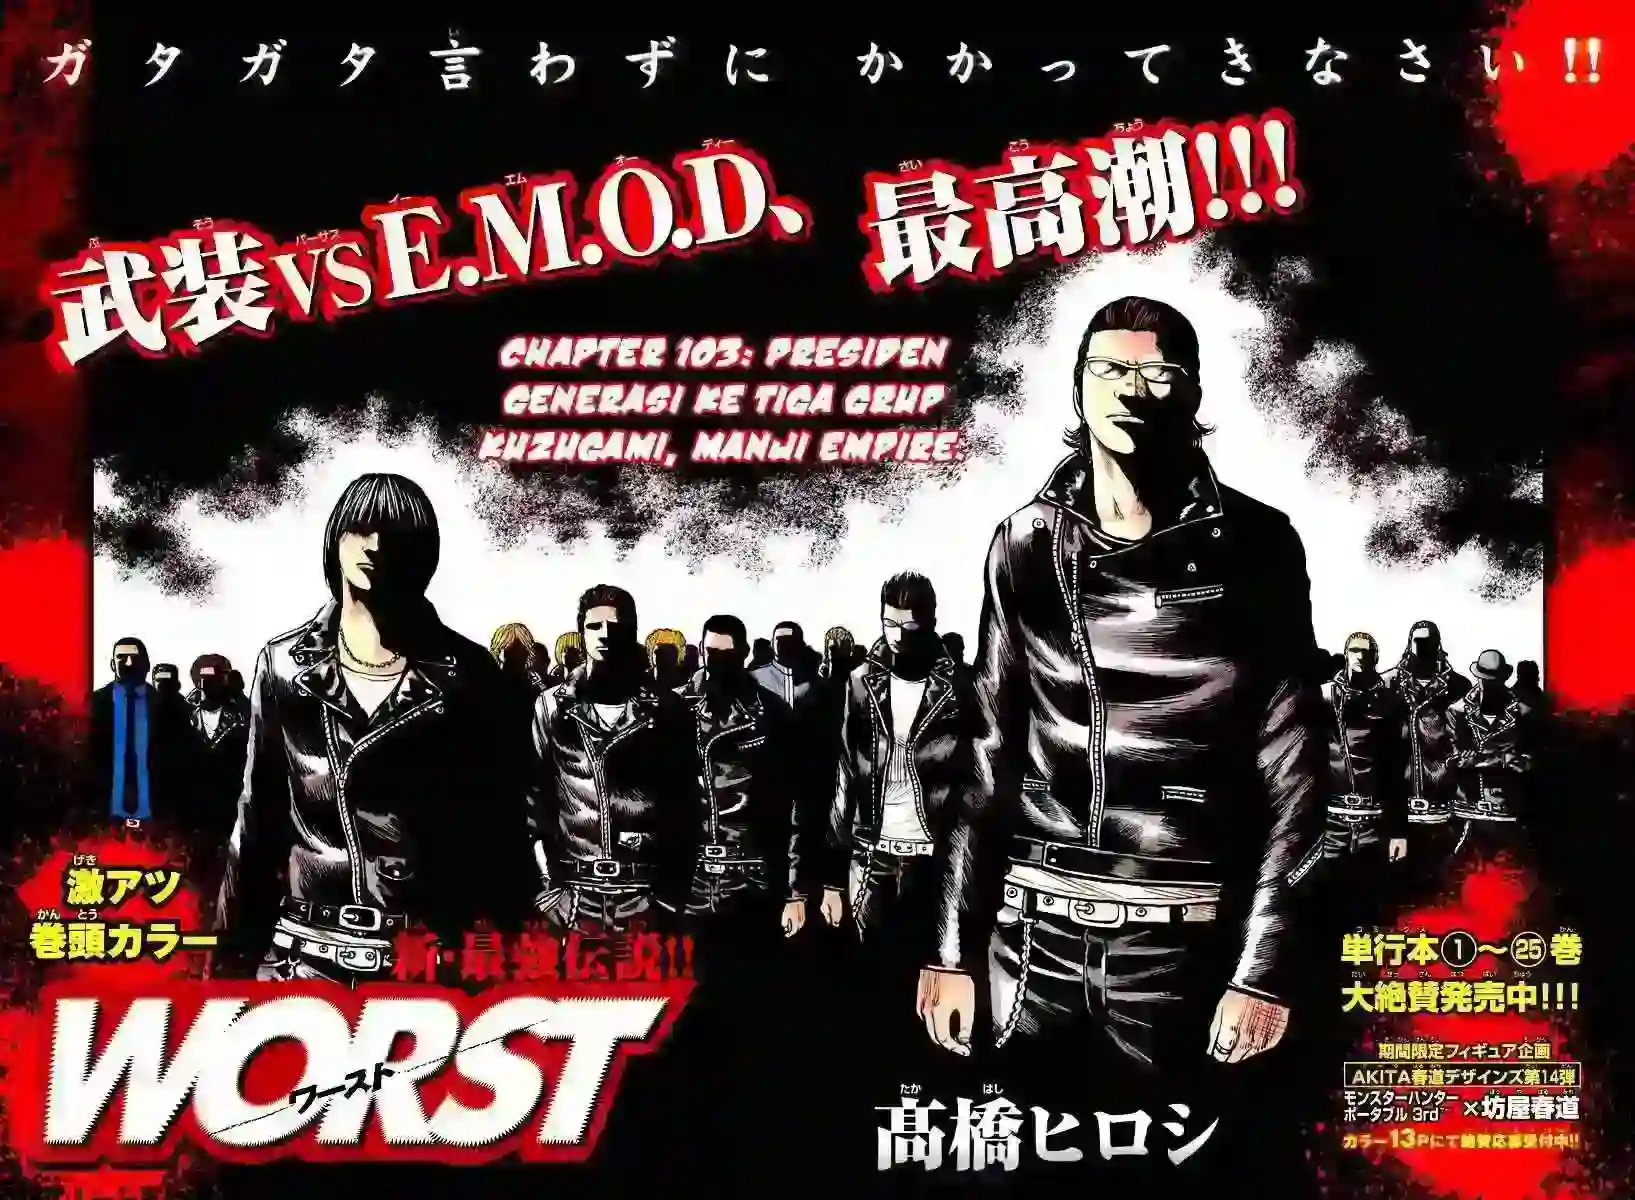 ガタガタ言わずに かかってきなさい!!
武装VS E.M.O.D、最高潮!!!
CHAPTER 103: PRESIDEN
GENERASI KE TIGA GRUP
KUZUGAMI, MANJI EMPIRE.
激アツ
巻頭カラー
新・最強伝説!!
WORST
ワースト
髙橋ヒロシ
単行本①~㉕巻
大絶賛発売中!!!
期間限定フィギュア企画
AKITA春道デザインズ第14弾
モンスターハンター
ポータブル 3rd™ ×坊屋春道
カラー13Pにて絶賛応募受付中!!